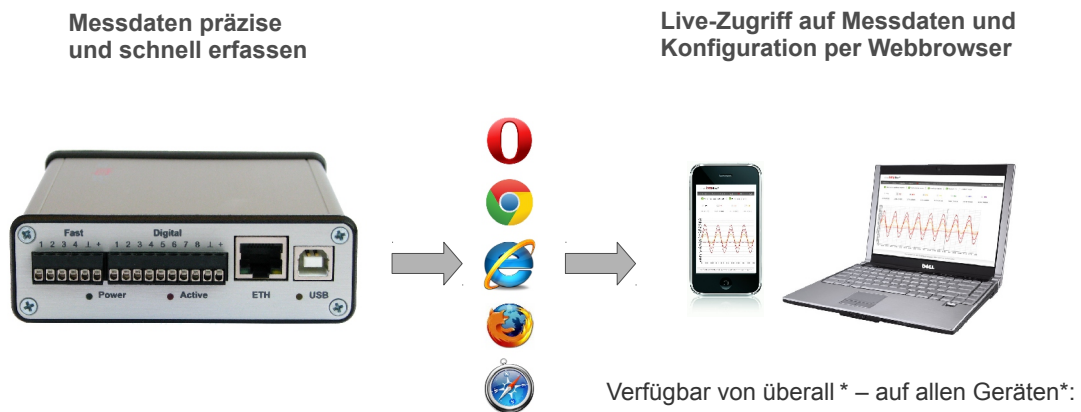 Messdaten präzise
und schnell erfassen
Live-Zugriff auf Messdaten und
Konfiguration per Webbrowser
Fast Digital
1 2 3 4 ⊥ + 1 2 3 4 5 6 7 8 ⊥ +
Power Active ETH USB
DELL
Verfügbar von überall * – auf allen Geräten*: